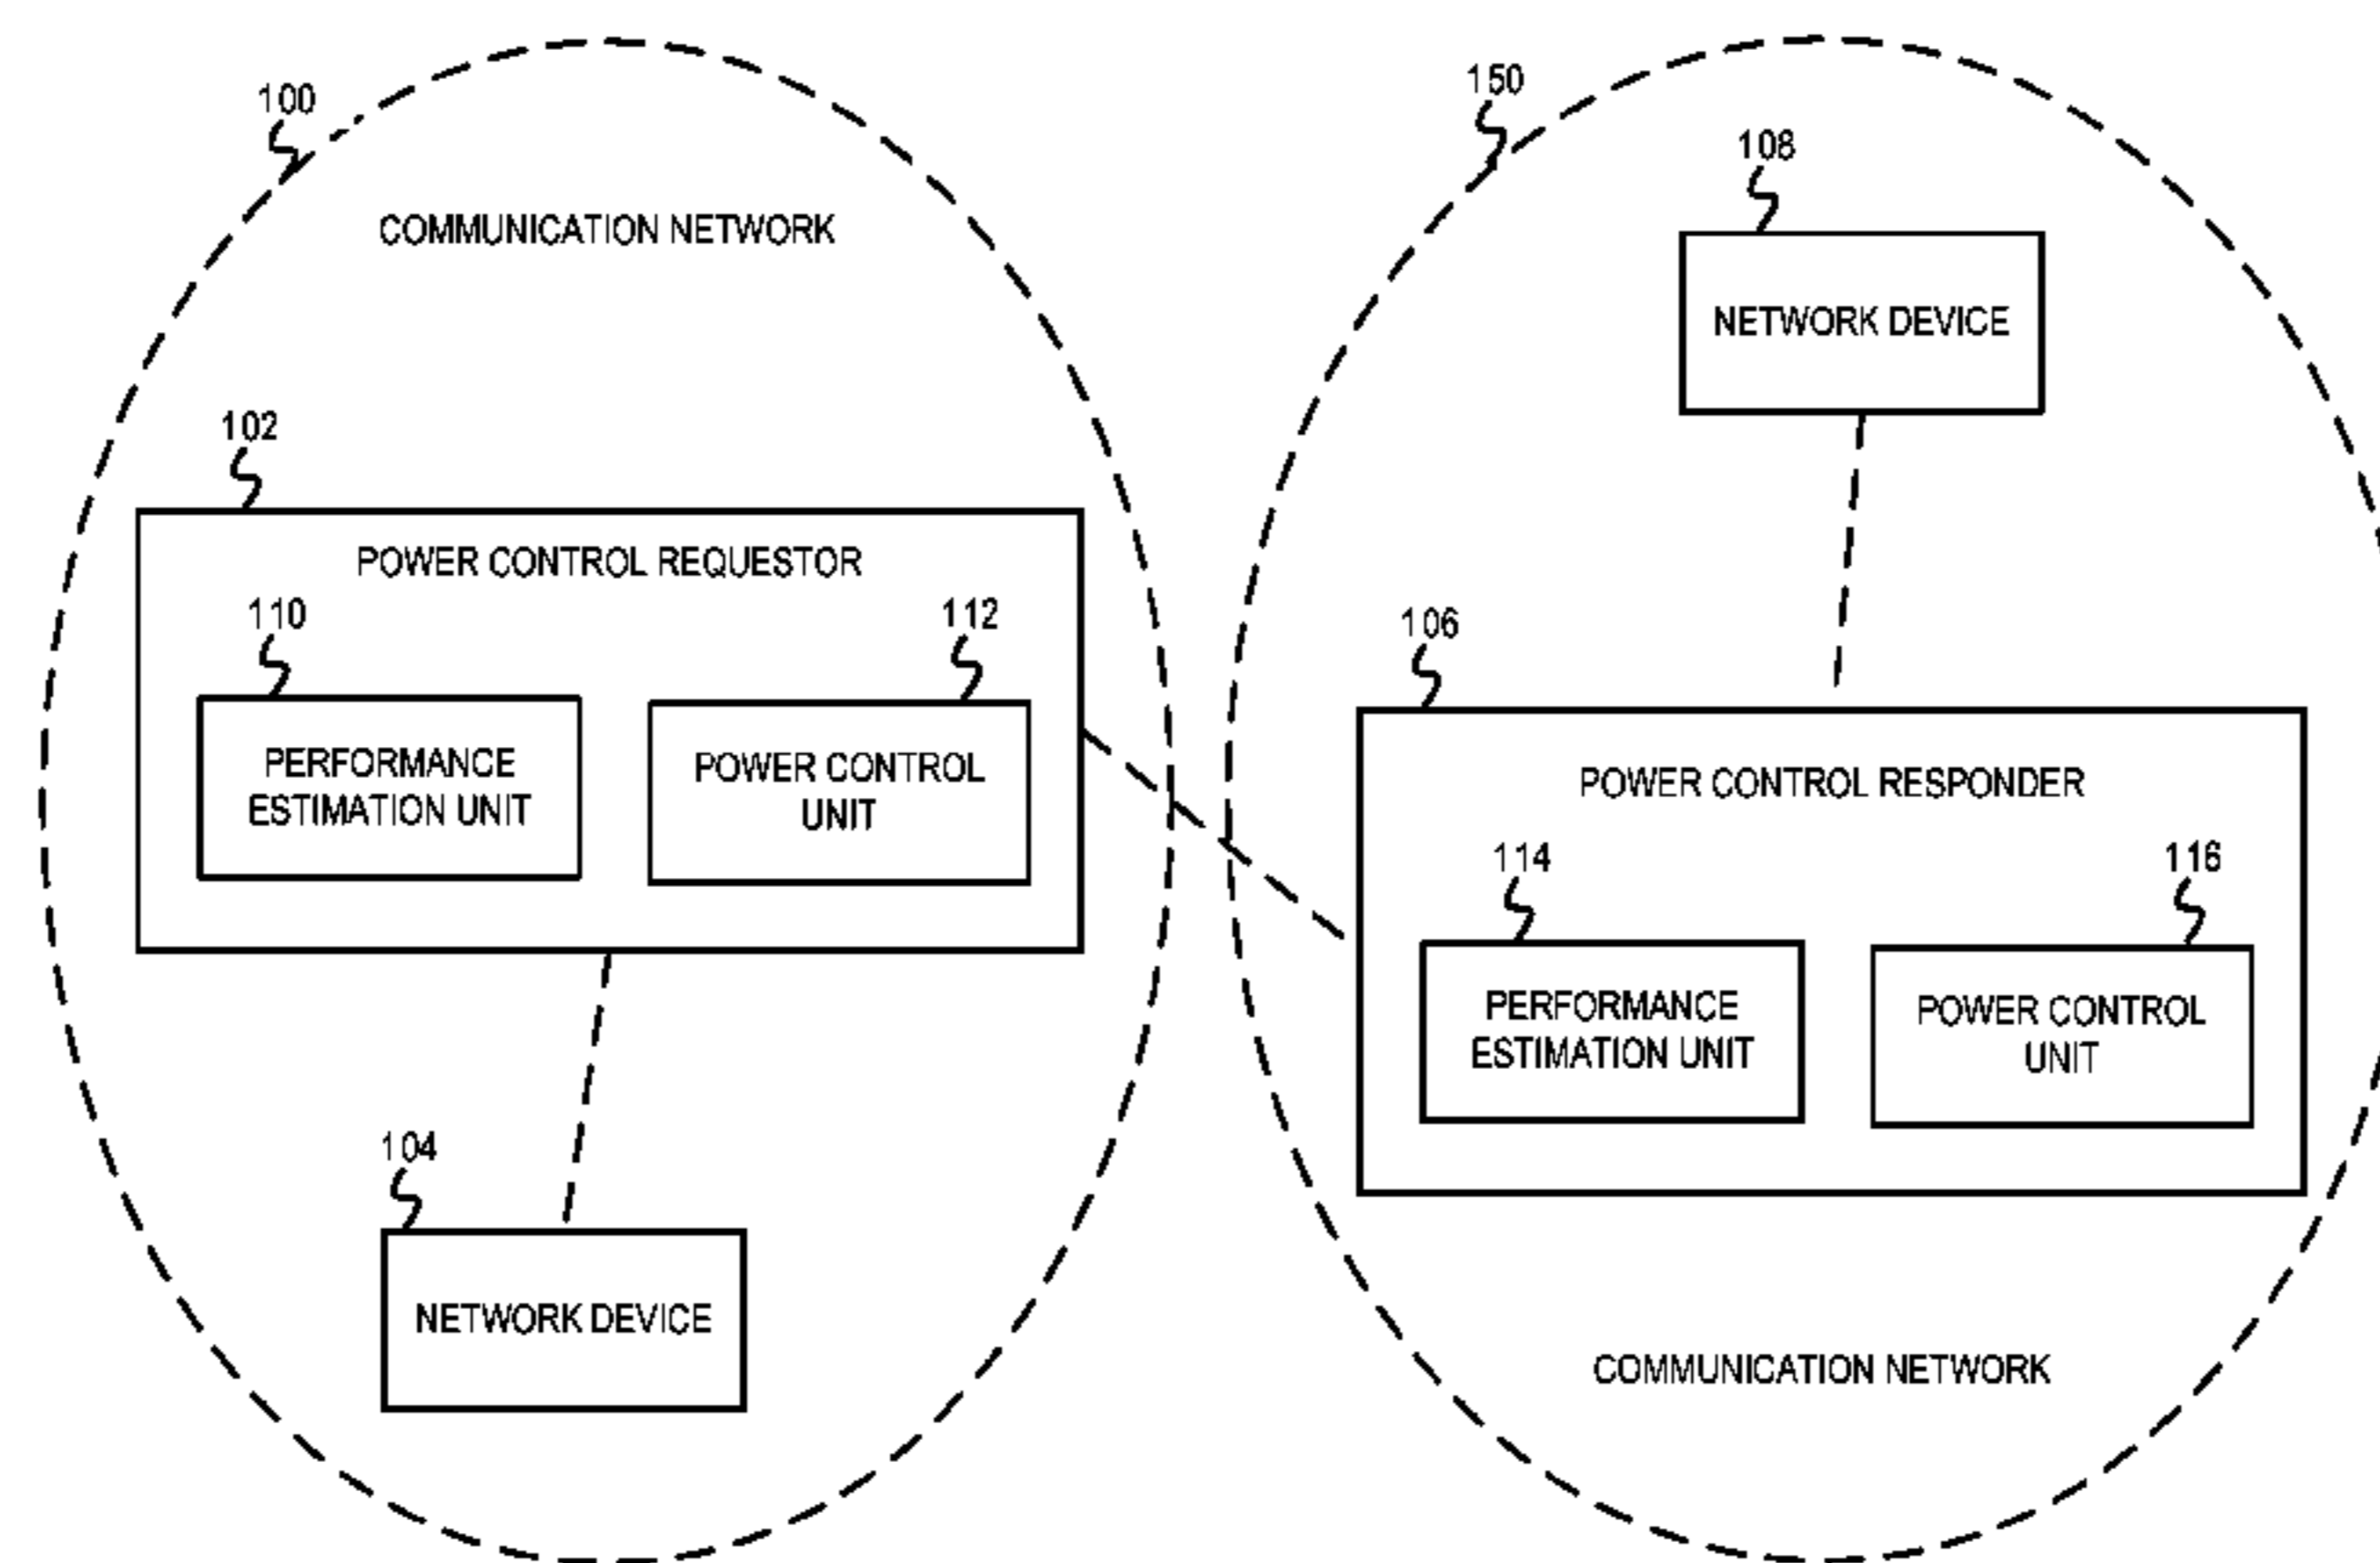 100
COMMUNICATION NETWORK
102
POWER CONTROL REQUESTOR
110
PERFORMANCE
ESTIMATION UNIT
112
POWER CONTROL
UNIT
104
NETWORK DEVICE
150
108
NETWORK DEVICE
106
POWER CONTROL RESPONDER
114
PERFORMANCE
ESTIMATION UNIT
116
POWER CONTROL
UNIT
COMMUNICATION NETWORK